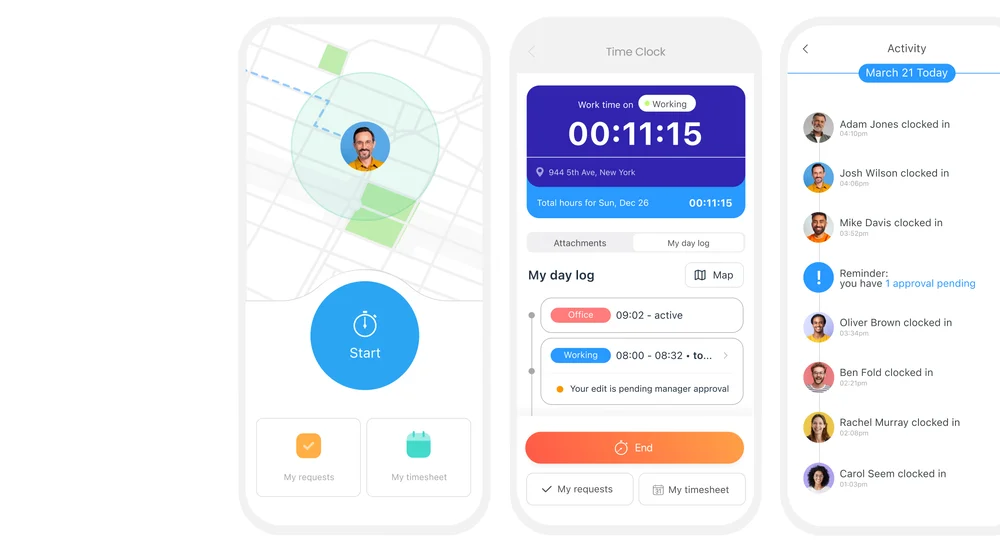 Start
My requests
My timesheet
Time Clock
Work time on Working
00:11:15
944 5th Ave, New York
Total hours for Sun, Dec 26 00:11:15
Attachments My day log
My day log Map
Office 09:02 - active
Working 08:00 - 08:32 • to...
Your edit is pending manager approval
End
My requests
31 My timesheet
Activity
March 21 Today
Adam Jones clocked in
04:10pm
Josh Wilson clocked in
04:06pm
Mike Davis clocked in
03:52pm
!
Reminder:
you have 1 approval pending
Oliver Brown clocked in
03:34pm
Ben Fold clocked in
02:21pm
Rachel Murray clocked in
02:08pm
Carol Seem clocked in
01:03pm